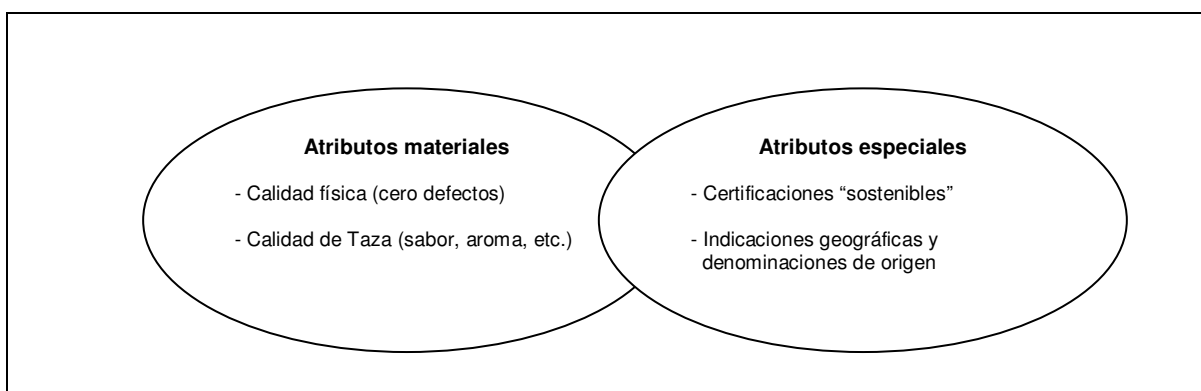 Atributos materiales
- Calidad física (cero defectos)
- Calidad de Taza (sabor, aroma, etc.)
Atributos especiales
- Certificaciones “sostenibles”
- Indicaciones geográficas y
denominaciones de origen